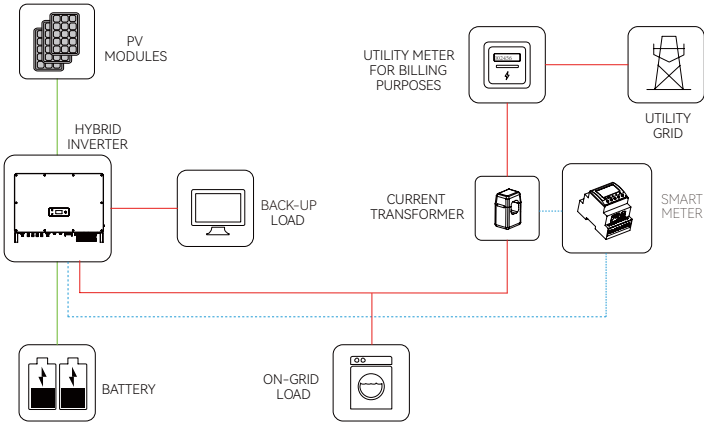 PV
MODULES
UTILITY METER
FOR BILLING
PURPOSES
UTILITY
GRID
HYBRID
INVERTER
BACK-UP
LOAD
CURRENT
TRANSFORMER
SMART
METER
BATTERY
ON-GRID
LOAD